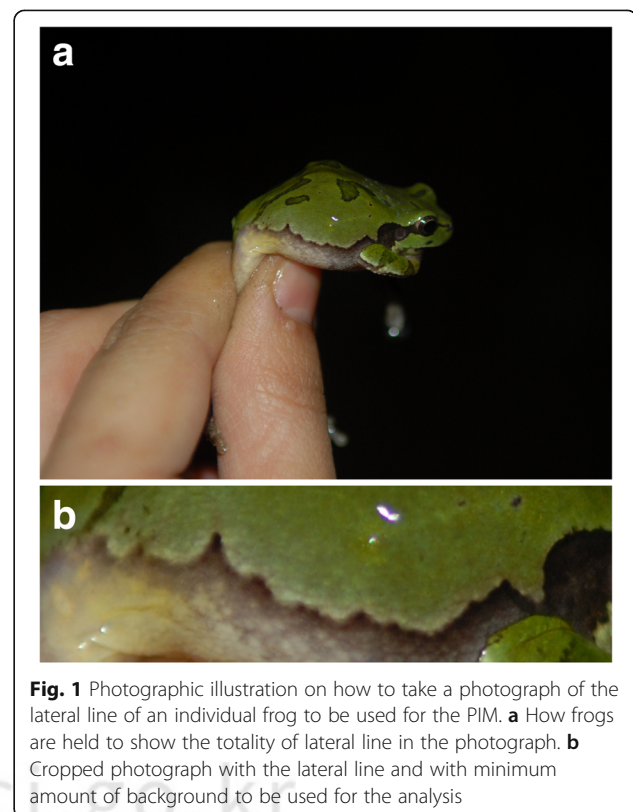 a
b
Fig. 1 Photographic illustration on how to take a photograph of the
lateral line of an individual frog to be used for the PIM. a How frogs
are held to show the totality of lateral line in the photograph. b
Cropped photograph with the lateral line and with minimum
amount of background to be used for the analysis